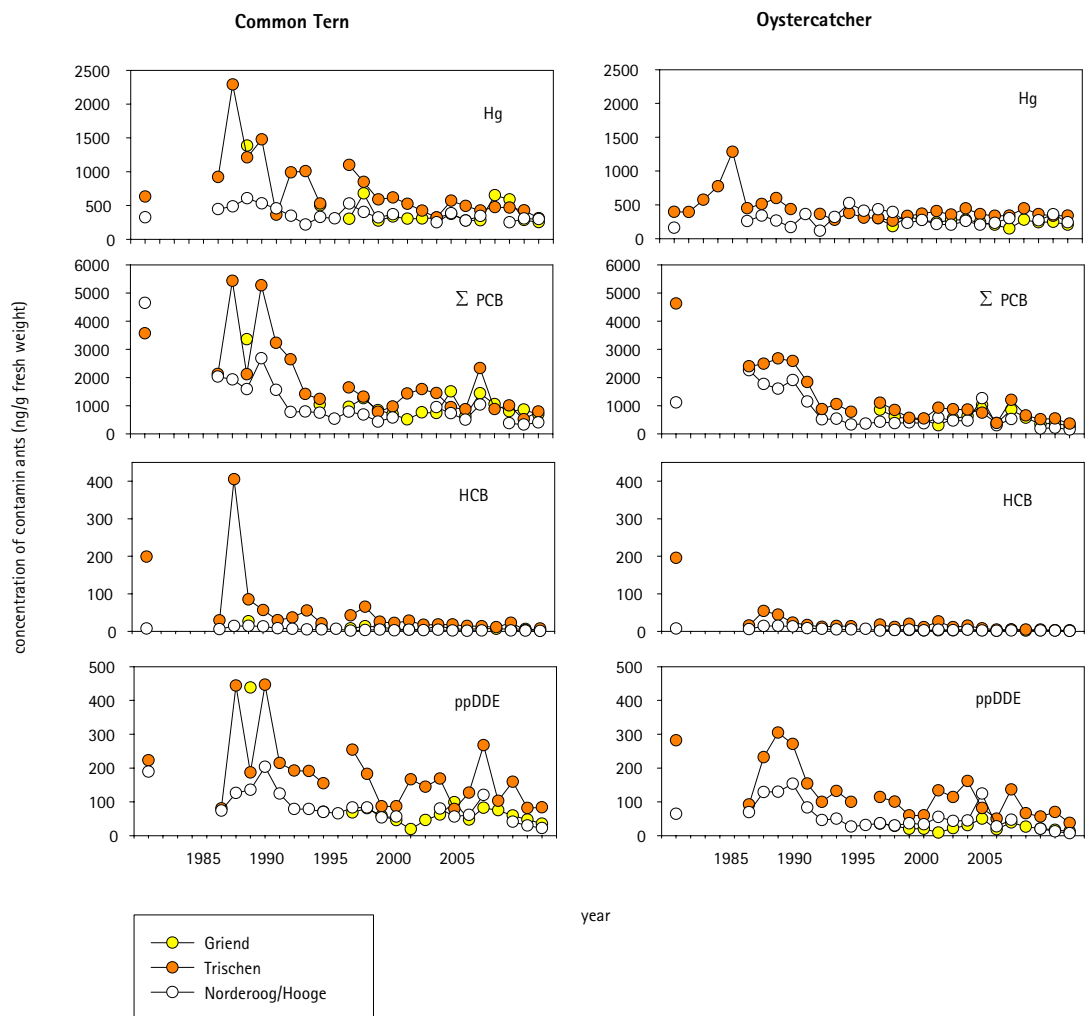 Common Tern
Oystercatcher
concentration of contamin ants (ng/g fresh weight)
2500
2000
1500
1000
500
0
Hg
2500
2000
1500
1000
500
0
Hg
6000
5000
4000
3000
2000
1000
0
Σ PCB
6000
5000
4000
3000
2000
1000
0
Σ PCB
400
300
200
100
0
HCB
400
300
200
100
0
HCB
500
400
300
200
100
0
ppDDE
500
400
300
200
100
0
ppDDE
1985 1990 1995 2000 2005
1985 1990 1995 2000 2005
year
Griend
Trischen
Norderoog/Hooge